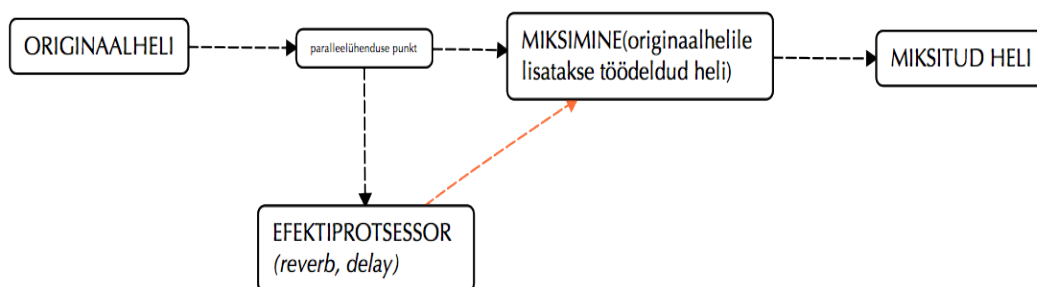 ORIGINAALHELI
paralleelühenduse punkt
MIKSIMINE(originaalhelile
lisatakse töödeldud heli)
MIKSITUD HELI
EFEKTIPROTSESSOR
(reverb, delay)